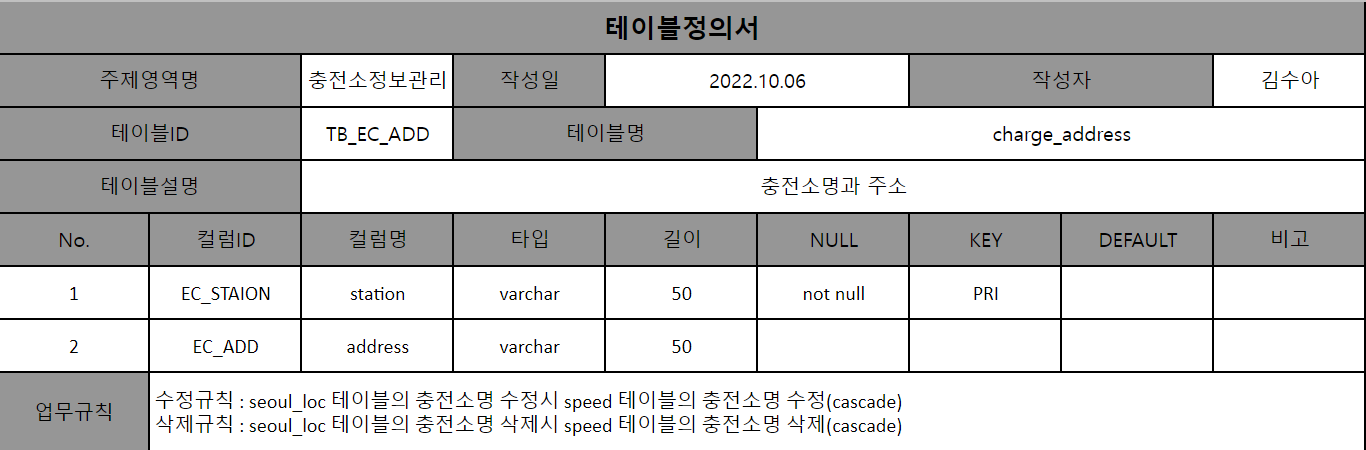 테이블정의서
주제영역명 충전소정보관리 작성일 2022.10.06 작성자 김수아
테이블ID TB_EC_ADD 테이블명 charge_address
테이블설명 충전소명과 주소
No. 컬럼ID 컬럼명 타입 길이 NULL KEY DEFAULT 비고
1 EC_STAION station varchar 50 not null PRI
2 EC_ADD address varchar 50
업무규칙 수정규칙 : seoul_loc 테이블의 충전소명 수정시 speed 테이블의 충전소명 수정(cascade)
삭제규칙 : seoul_loc 테이블의 충전소명 삭제시 speed 테이블의 충전소명 삭제(cascade)